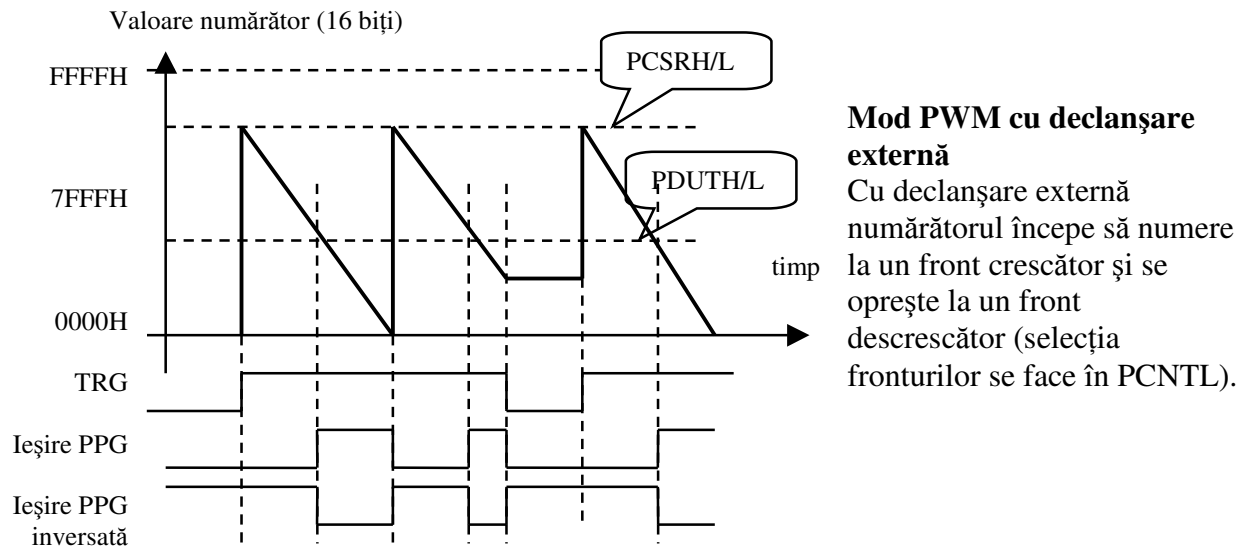 Valoare numărător (16 biți)
FFFFH
PCSRH/L
7FFFH
PDUTH/L
timp
0000H
TRG
Ieşire PPG
Ieşire PPG
inversată
Mod PWM cu declanşare
externă
Cu declanşare externă
numărătorul începe să numere
la un front crescător şi se
opreşte la un front
descrescător (selecția
fronturilor se face în PCNTL).